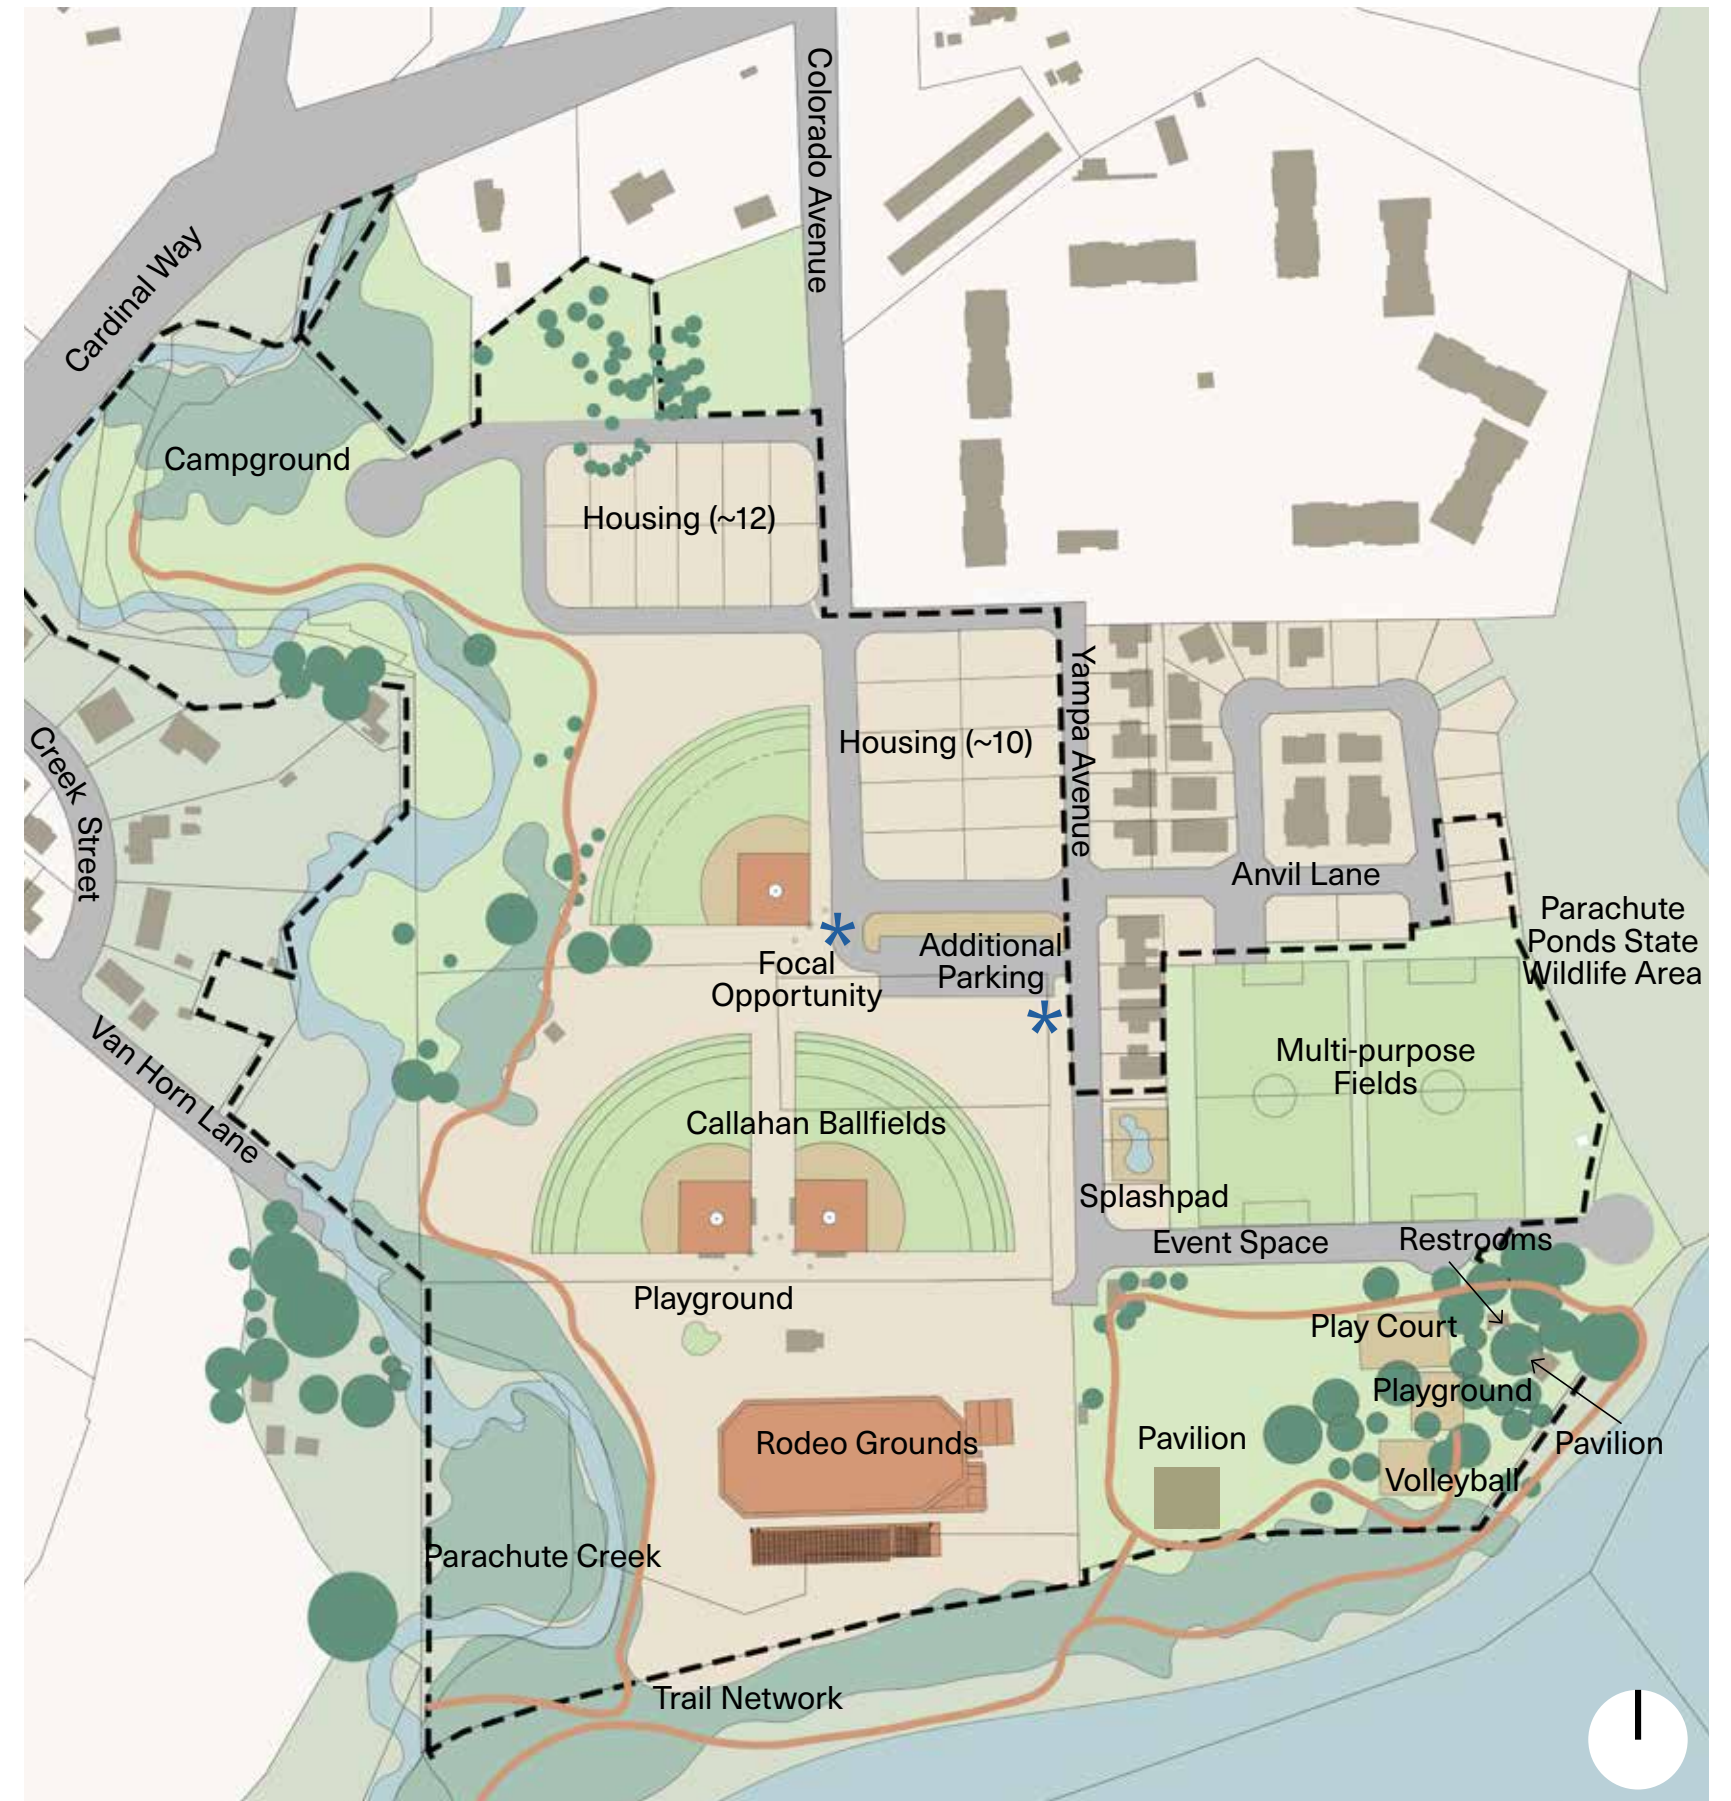 Colorado Avenue
Cardinal Way
Campground
Housing (~12)
Housing (~10)
Yampa Avenue
Creek Street
Anvil Lane
Parachute
Ponds State
Wildlife Area
*
Focal
Opportunity
Additional
Parking
*
Van Horn Lane
Multi-purpose
Fields
Callahan Ballfields
Splashpad
Event Space
Restrooms
Playground
Play Court
Playground
Pavilion
Pavilion
Rodeo Grounds
Volleyball
Parachute Creek
Trail Network